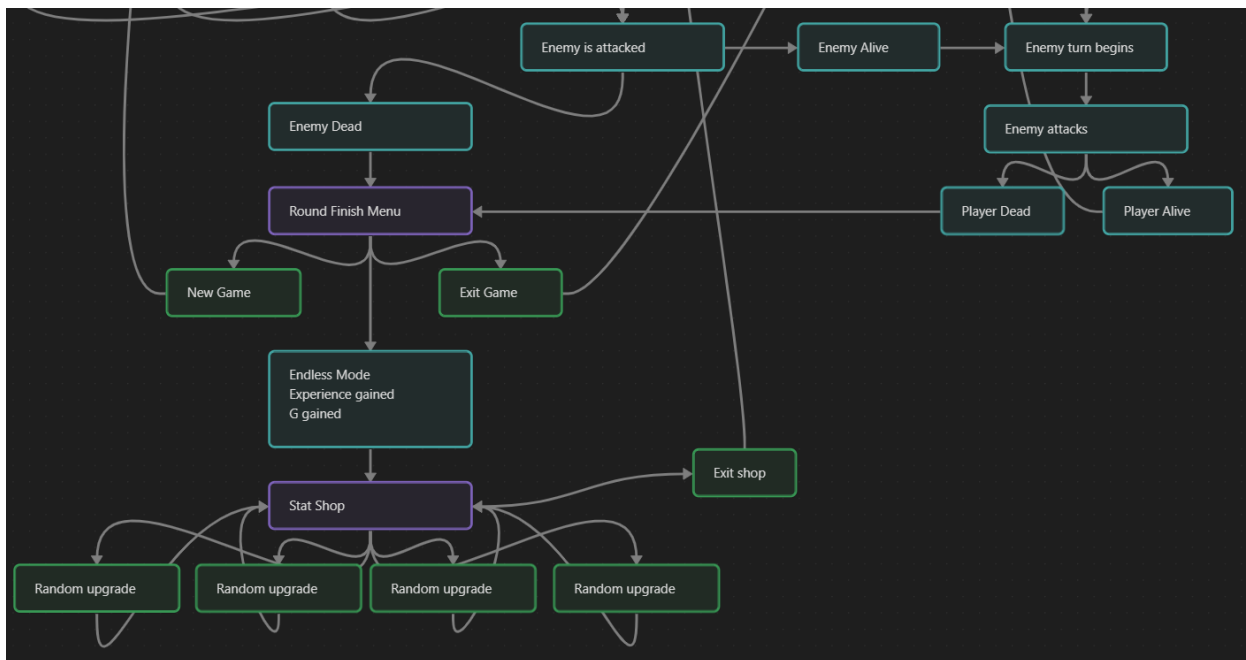 Enemy is attacked
Enemy Alive
Enemy turn begins
Enemy Dead
Enemy attacks
Round Finish Menu
Player Dead
Player Alive
New Game
Exit Game
Endless Mode
Experience gained
G gained
Exit shop
Stat Shop
Random upgrade
Random upgrade
Random upgrade
Random upgrade